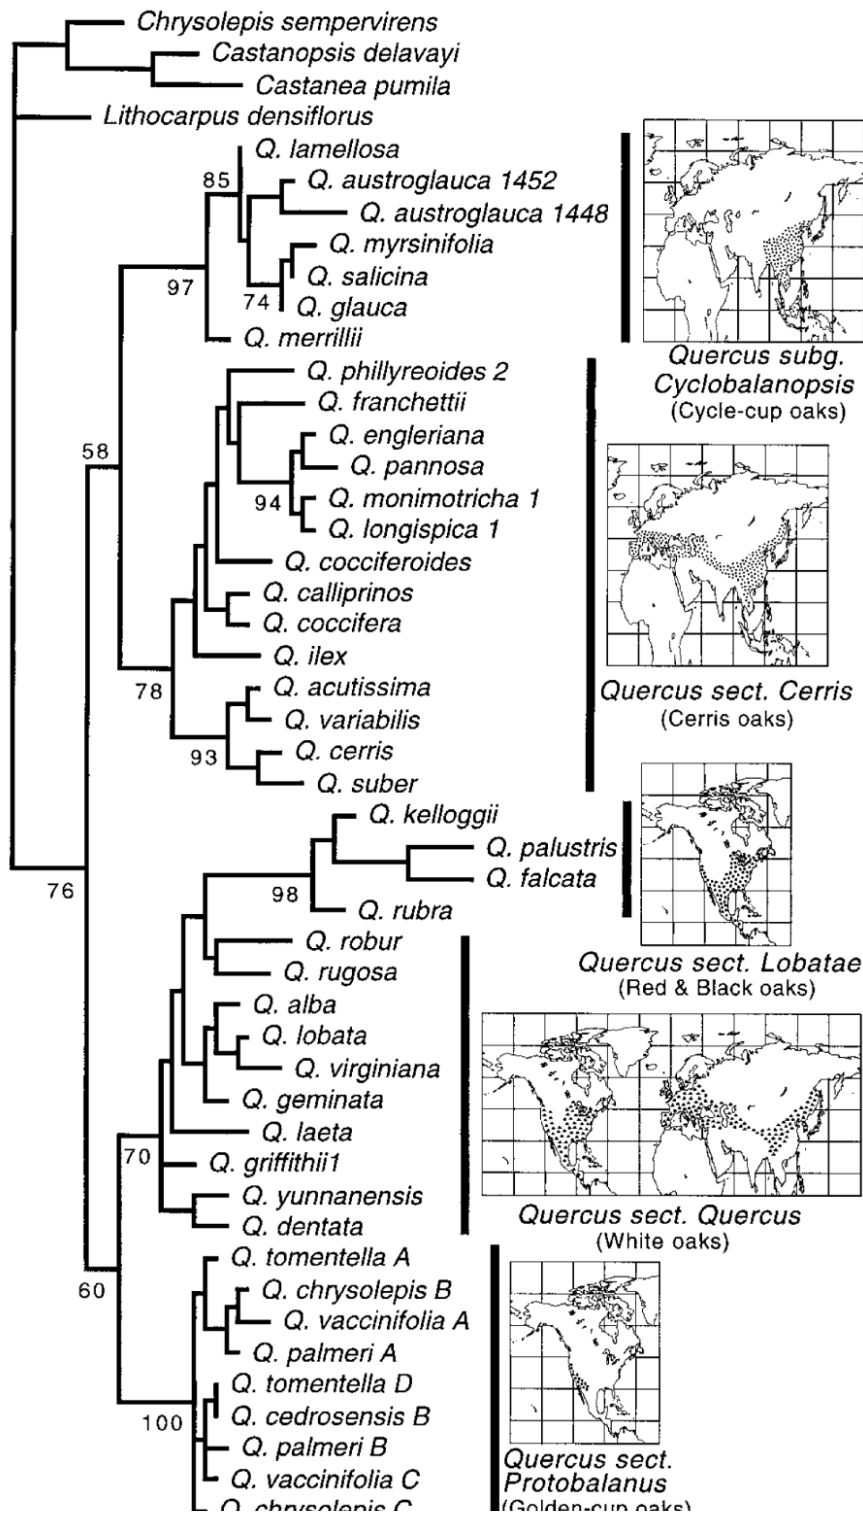 Chrysolepis sempervirens
Castanopsis delavayi
Castanea pumila
Lithocarpus densiflorus
Q. lamellosa
85
Q. austroglauca 1452
Q. austroglauca 1448
Q. myrsinifolia
Q. salicina
97
74
Q. glauca
Q. merrillii
Quercus subg.
Cyclobalanopsis
(Cycle-cup oaks)
Q. phillyreoides 2
Q. franchettii
Q. engleriana
58
Q. pannosa
94
Q. monimotricha 1
Q. longispica 1
Q. cocciferoides
Q. calliprinos
Q. coccifera
Q. ilex
78
Q. acutissima
Q. variabilis
93
Q. cerris
Q. suber
Quercus sect. Cerris
(Cerris oaks)
Q. kelloggii
Q. palustris
76
98
Q. falcata
Q. rubra
Quercus sect. Lobatae
(Red & Black oaks)
Q. robur
Q. rugosa
Q. alba
Q. lobata
Q. virginiana
Q. geminata
Q. laeta
70
Q. griffithii1
Q. yunnanensis
Q. dentata
Quercus sect. Quercus
(White oaks)
Q. tomentella A
60
Q. chrysolepis B
Q. vaccinifolia A
Q. palmeri A
Q. tomentella D
100
Q. cedrosensis B
Q. palmeri B
Q. vaccinifolia C
Q. chrysolepis C
Quercus sect.
Protobalanus
(Golden-cup oaks)